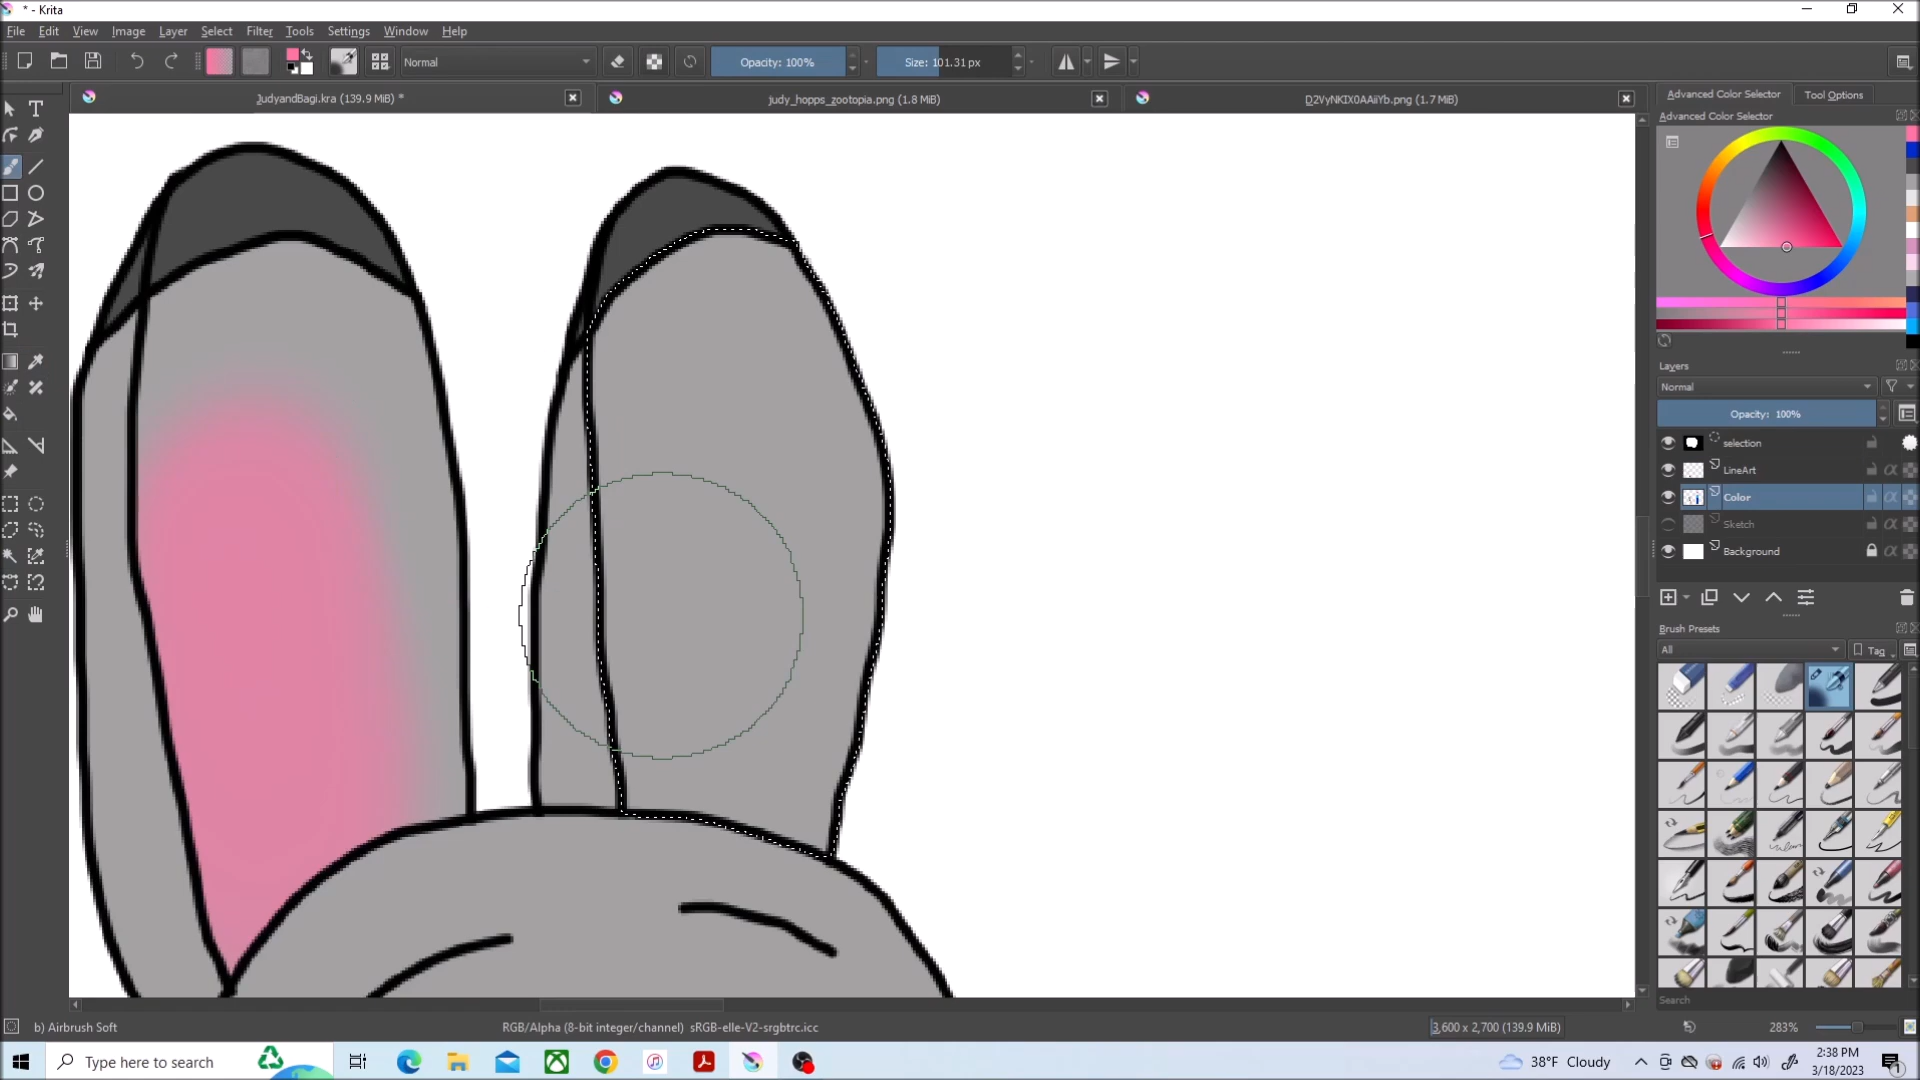 * - Krita
File Edit View Image Layer Select Filter Tools Settings Window Help
Normal Opacity: 100% Size: 101.31 px
JudyandBagi.kra (139.9 MiB) * judy_hopps_zootopia.png (1.8 MiB) D2VyNKIX0AAiiYb.png (1.7 MiB)
Advanced Color Selector Tool Options
Advanced Color Selector
Layers
Normal
Opacity: 100%
selection
LineArt
Color
Sketch
Background
Brush Presets
All Tag
Search
b) Airbrush Soft RGB/Alpha (8-bit integer/channel) sRGB-elle-V2-srgbtrc.icc 3,600 x 2,700 (139.9 MiB) 283%
Type here to search 38°F Cloudy 2:38 PM
3/18/2023
1